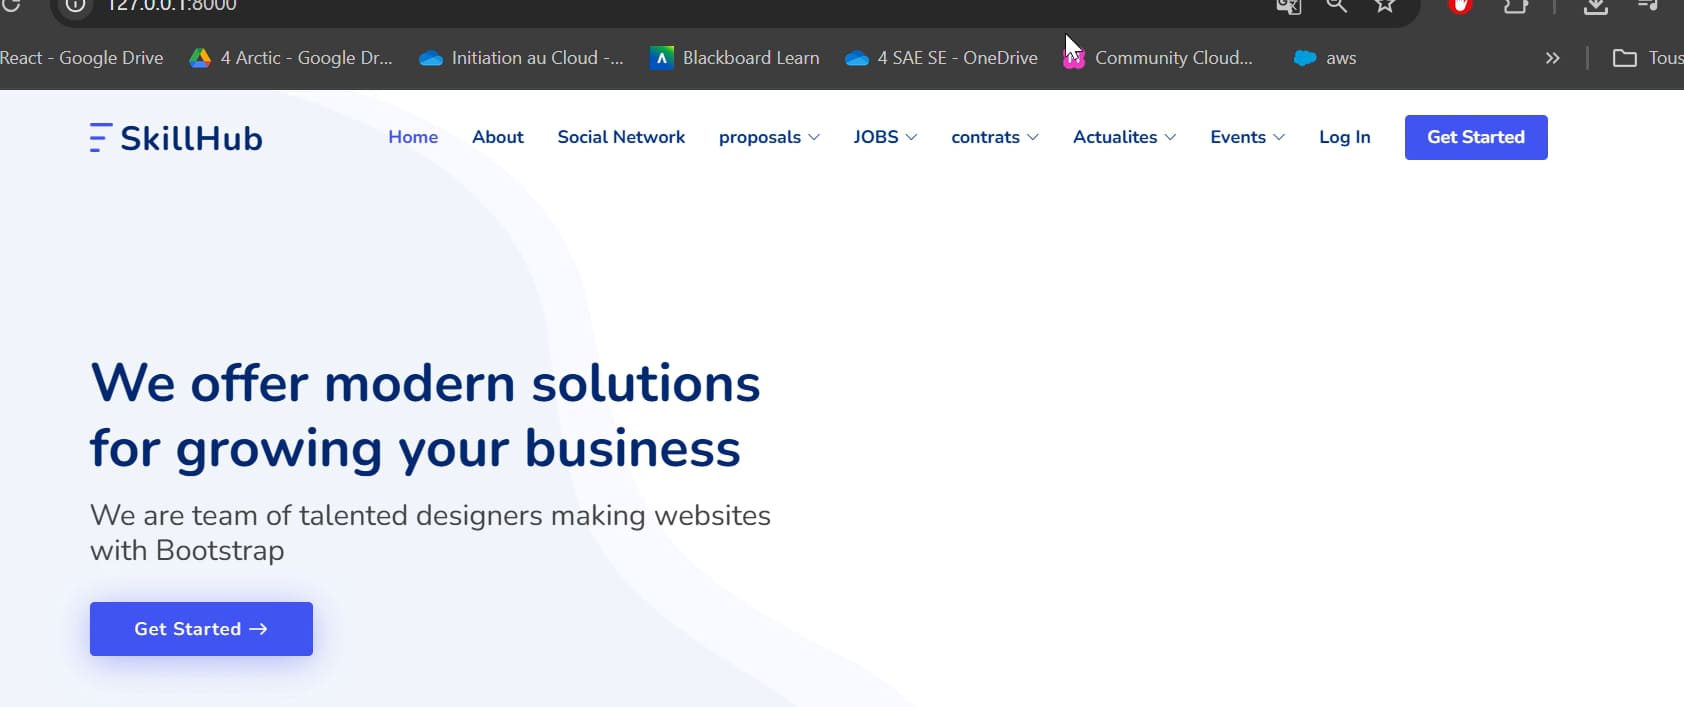 127.0.0.1:8000
React - Google Drive 4 Arctic - Google Dr... Initiation au Cloud -... Blackboard Learn 4 SAE SE - OneDrive Community Cloud... aws » Tous
SkillHub Home About Social Network proposals JOBS contrats Actualites Events Log In Get Started
We offer modern solutions
for growing your business
We are team of talented designers making websites
with Bootstrap
Get Started →